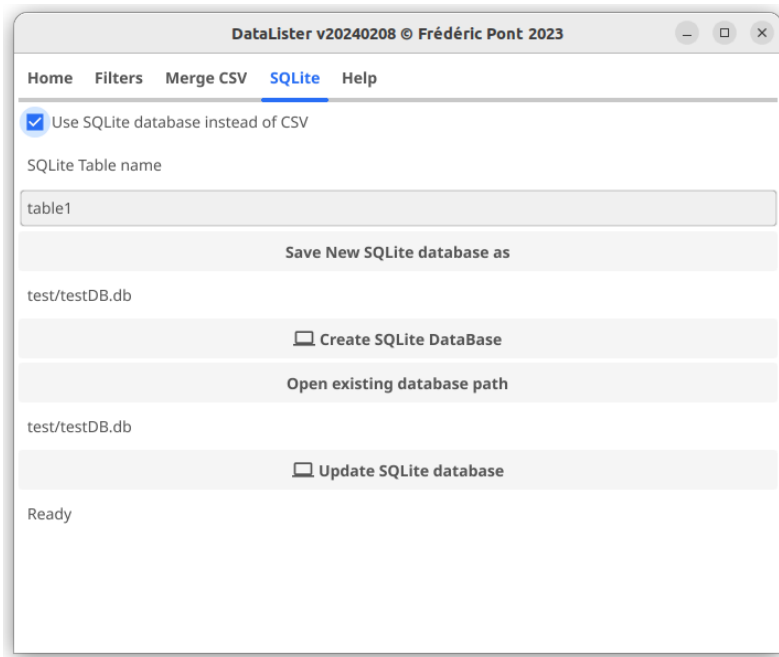 DataLister v20240208 © Frédéric Pont 2023
Home Filters Merge CSV SQLite Help
Use SQLite database instead of CSV
SQLite Table name
table1
Save New SQLite database as
test/testDB.db
Create SQLite DataBase
Open existing database path
test/testDB.db
Update SQLite database
Ready